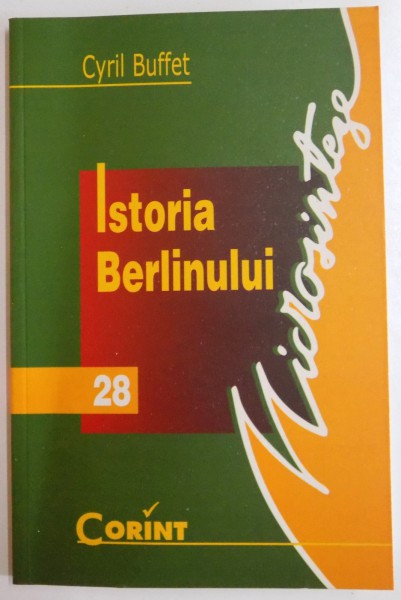 Cyril Buffet
Istoria
Berlinului
Microsinteze
28
CORINT